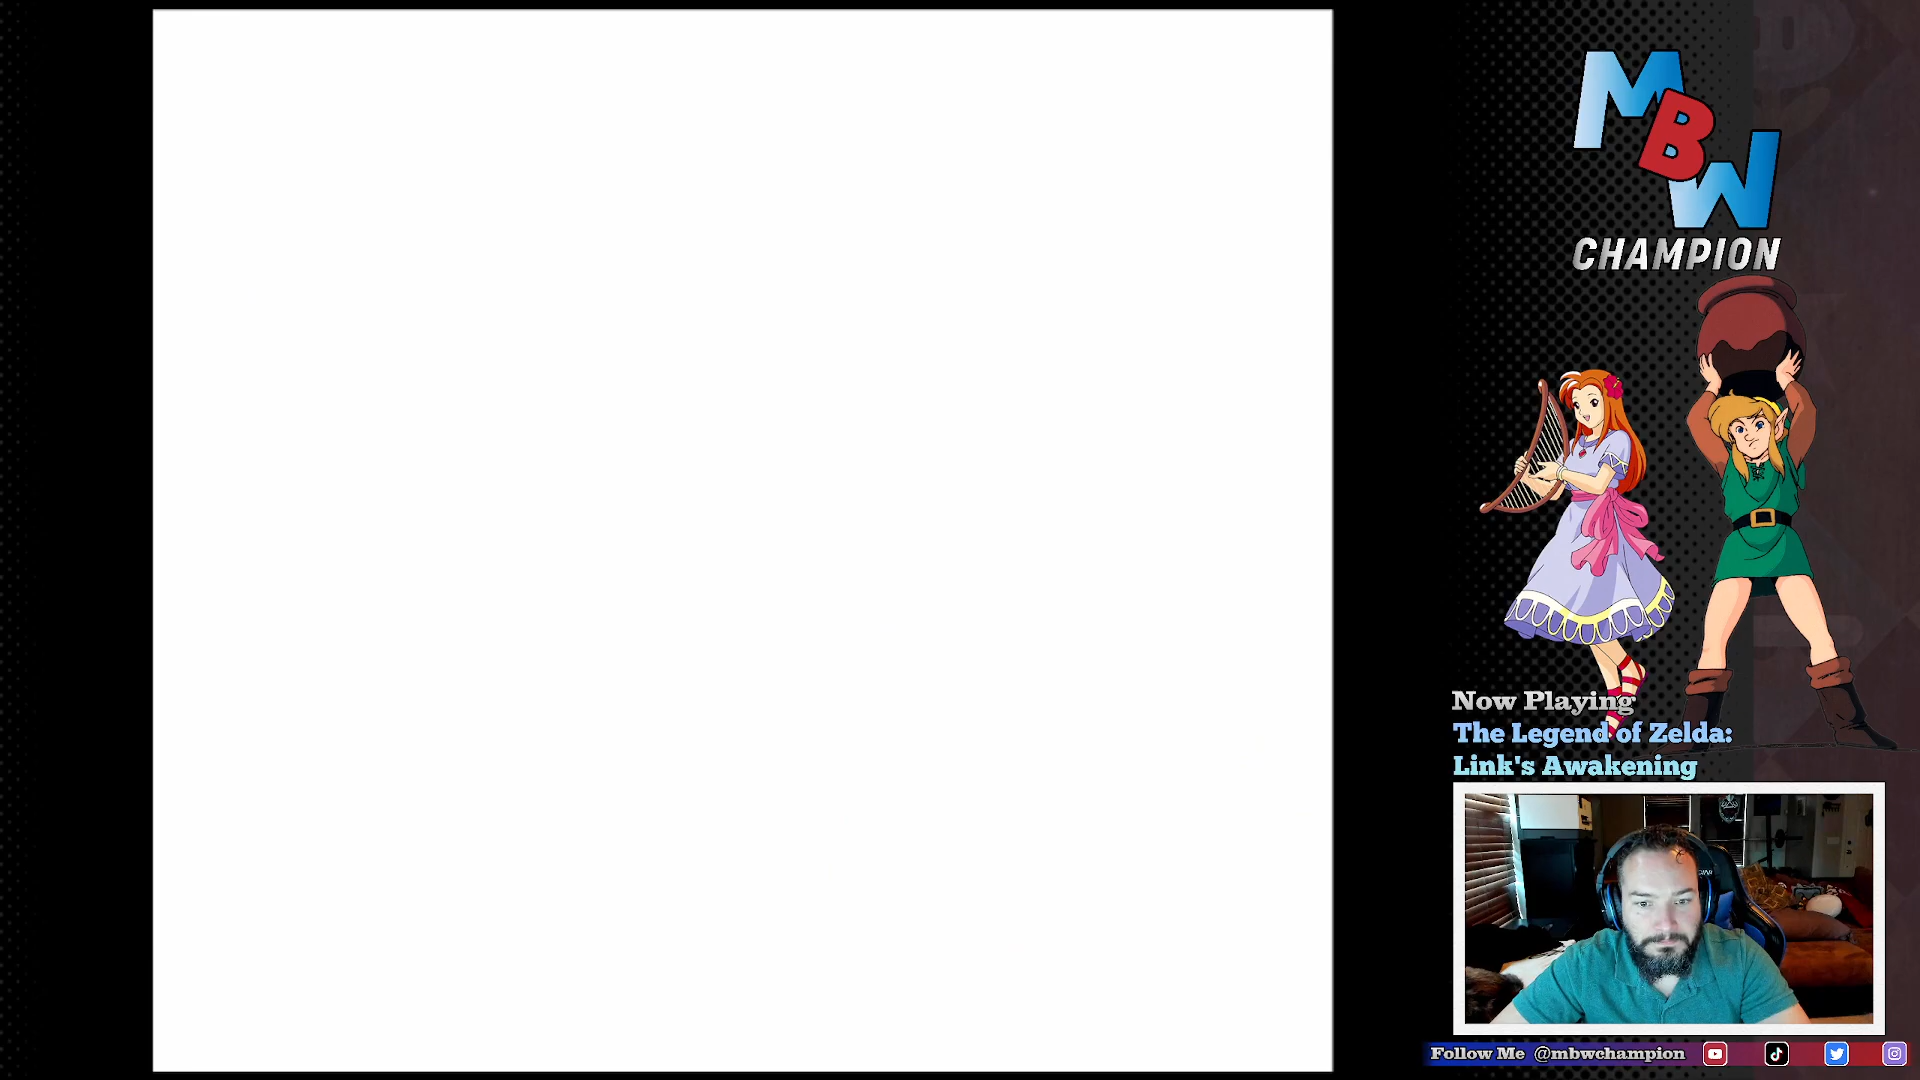 MBW
CHAMPION
Now Playing
The Legend of Zelda:
Link's Awakening
Follow Me @mbwchampion